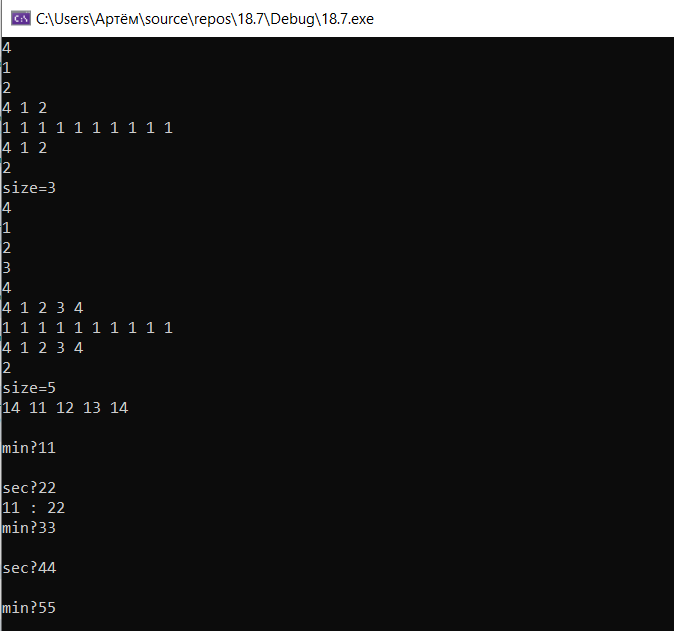 C:\Users\Артём\source\repos\18.7\Debug\18.7.exe
4
1
2
4 1 2
1 1 1 1 1 1 1 1 1 1
4 1 2
2
size=3
4
1
2
3
4
4 1 2 3 4
1 1 1 1 1 1 1 1 1 1
4 1 2 3 4
2
size=5
14 11 12 13 14
min?11
sec?22
11 : 22
min?33
sec?44
min?55